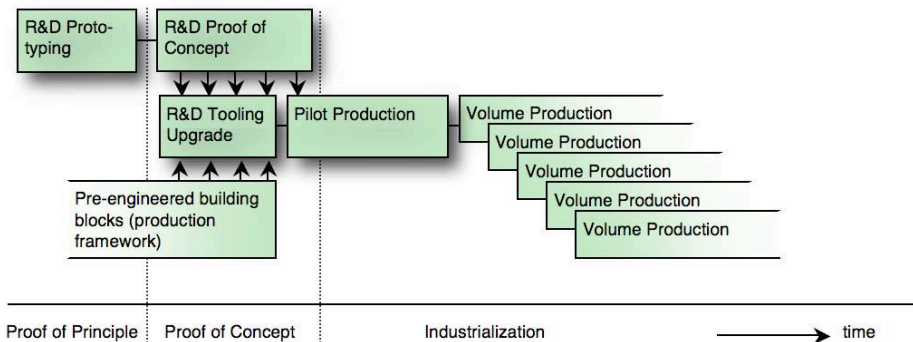 R&D Proto-
typing
R&D Proof of
Concept
R&D Tooling
Upgrade
Pilot Production
Volume Production
Volume Production
Volume Production
Volume Production
Volume Production
Pre-engineered building
blocks (production
framework)
Proof of Principle
Proof of Concept
Industrialization
time